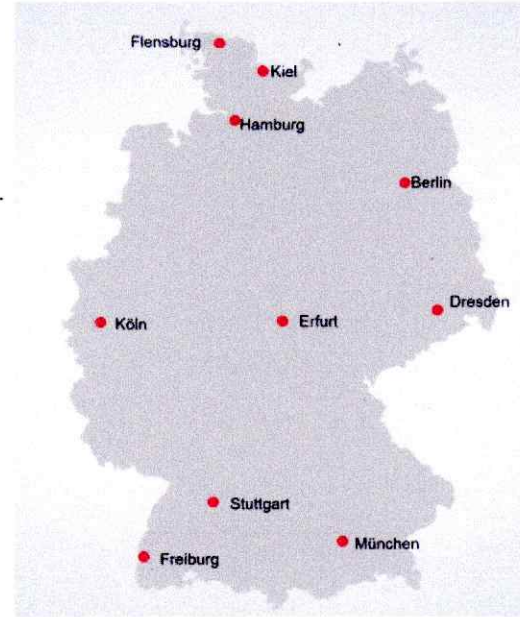 Flensburg
Kiel
Hamburg
Berlin
Dresden
Köln
Erfurt
Stuttgart
München
Freiburg